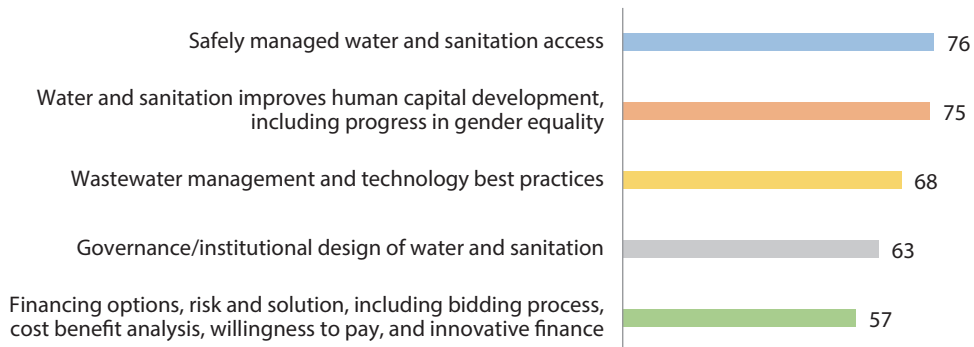 Safely managed water and sanitation access
76
Water and sanitation improves human capital development,
including progress in gender equality
75
Wastewater management and technology best practices
68
Governance/institutional design of water and sanitation
63
Financing options, risk and solution, including bidding process,
cost benefit analysis, willingness to pay, and innovative finance
57